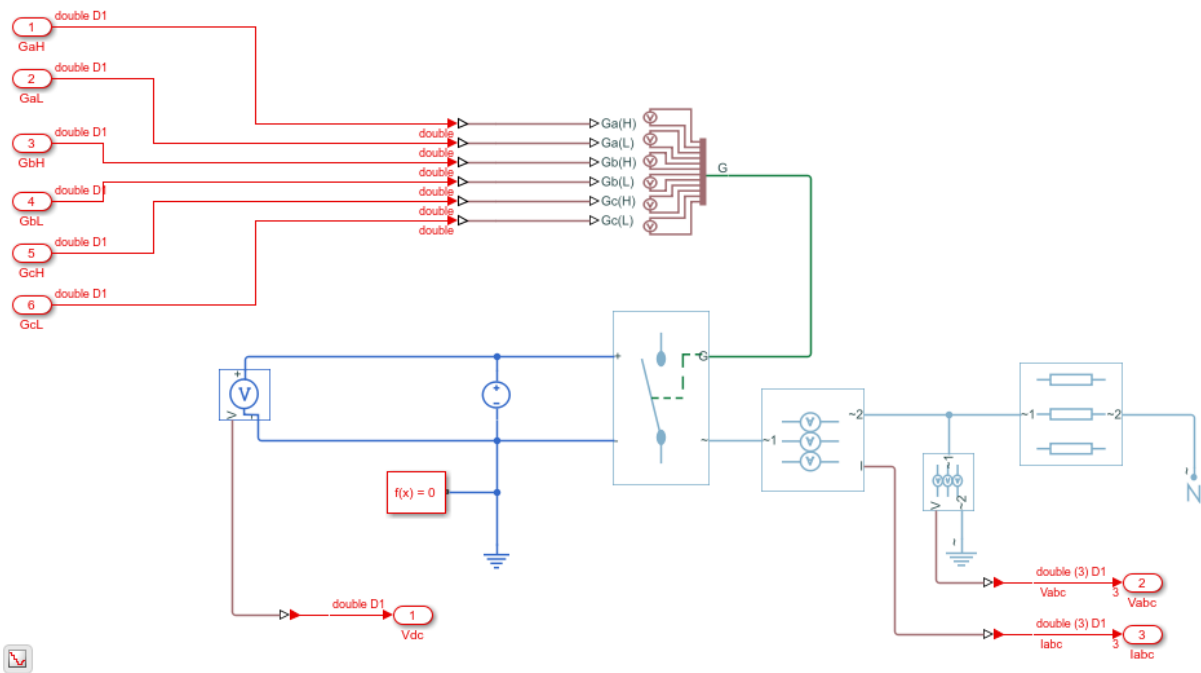 double D1
1
GaH
double D1
2
GaL
double D1
3
GbH
double D1
4
GbL
double D1
5
GcH
double D1
6
GcL
double
double
double
double
double
double
Ga(H)
Ga(L)
Gb(H)
Gb(L)
Gc(H)
Gc(L)
G
+
V
V
+
-
f(x) = 0
+
-
G
~
~1
~2
I
~1
~2
~
N
~1
V
~2
~
double D1
1
Vdc
double (3) D1
Vabc
3
2
Vabc
double (3) D1
Iabc
3
3
Iabc